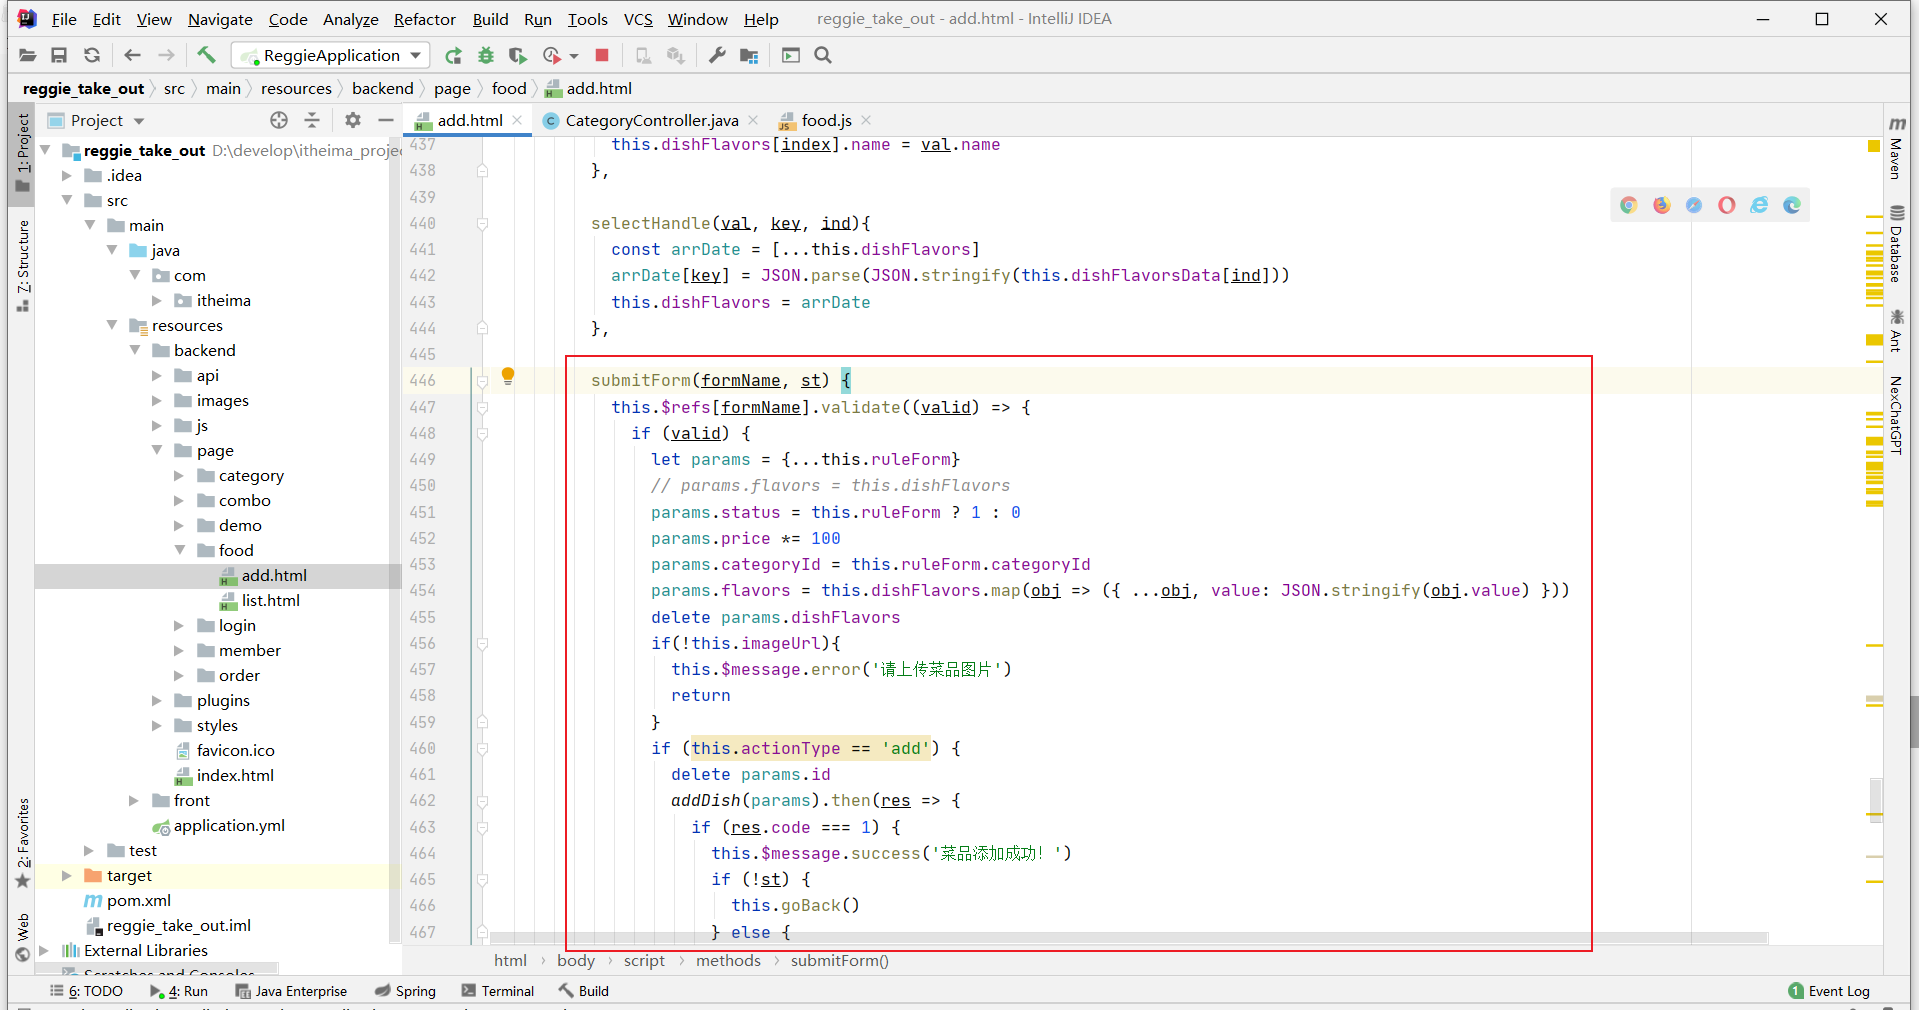 File Edit View Navigate Code Analyze Refactor Build Run Tools VCS Window Help reggie_take_out - add.html - IntelliJ IDEA
ReggieApplication
reggie_take_out src main resources backend page food add.html
Project
add.html CategoryController.java food.js
1: Project
7: Structure
2: Favorites
Web
reggie_take_out D:\develop\itheima_projec
.idea
src
main
java
com
itheima
resources
backend
api
images
js
page
category
combo
demo
food
add.html
list.html
login
member
order
plugins
styles
favicon.ico
index.html
front
application.yml
test
target
pom.xml
reggie_take_out.iml
External Libraries
Scratches and Consoles
437 this.dishFlavors[index].name = val.name
438 },
439
440 selectHandle(val, key, ind){
441 const arrDate = [...this.dishFlavors]
442 arrDate[key] = JSON.parse(JSON.stringify(this.dishFlavorsData[ind]))
443 this.dishFlavors = arrDate
444 },
445
446 submitForm(formName, st) {
447 this.$refs[formName].validate((valid) => {
448 if (valid) {
449 let params = {...this.ruleForm}
450 // params.flavors = this.dishFlavors
451 params.status = this.ruleForm ? 1 : 0
452 params.price *= 100
453 params.categoryId = this.ruleForm.categoryId
454 params.flavors = this.dishFlavors.map(obj => ({ ...obj, value: JSON.stringify(obj.value) }))
455 delete params.dishFlavors
456 if(!this.imageUrl){
457 this.$message.error('请上传菜品图片')
458 return
459 }
460 if (this.actionType == 'add') {
461 delete params.id
462 addDish(params).then(res => {
463 if (res.code === 1) {
464 this.$message.success('菜品添加成功！')
465 if (!st) {
466 this.goBack()
467 } else {
html body script methods submitForm()
Maven
Database
Ant
NexChatGPT
6: TODO 4: Run Java Enterprise Spring Terminal Build 1 Event Log